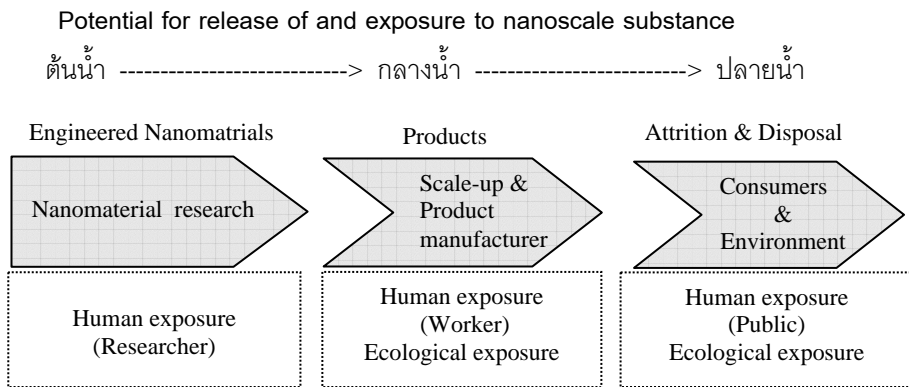 Potential for release of and exposure to nanoscale substance
ต้นน้ำ ----------------------------> กลางน้ำ --------------------------> ปลายน้ำ
Engineered Nanomatrials
Products
Attrition & Disposal
Nanomaterial research
Scale-up &
Product
manufacturer
Consumers
&
Environment
Human exposure
(Researcher)
Human exposure
(Worker)
Ecological exposure
Human exposure
(Public)
Ecological exposure